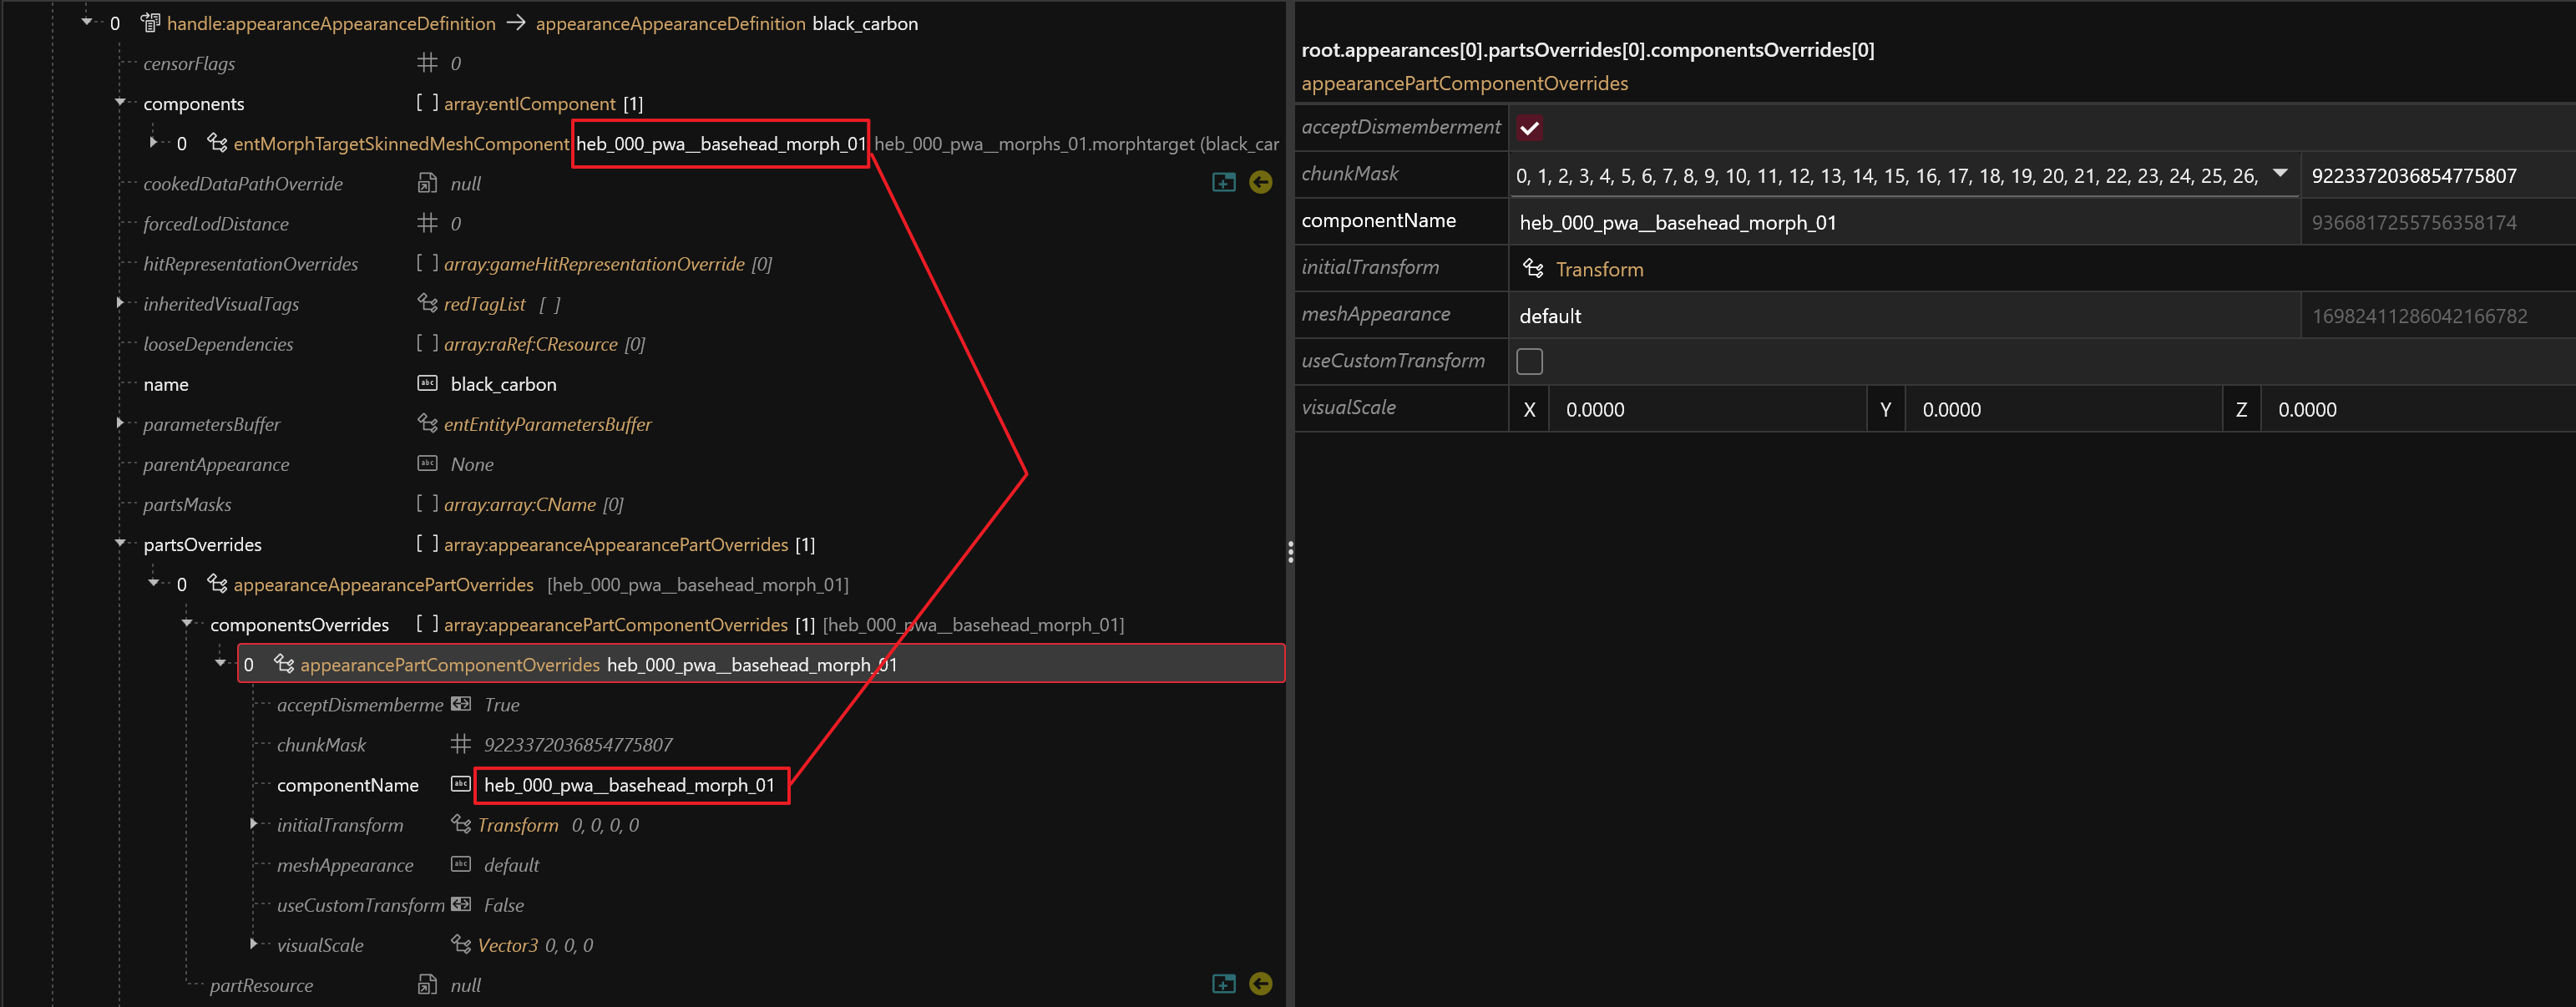 0 handle:appearanceAppearanceDefinition → appearanceAppearanceDefinition black_carbon
censorFlags # 0
components [ ] array:entIComponent [1]
0 entMorphTargetSkinnedMeshComponent heb_000_pwa__basehead_morph_01 heb_000_pwa__morphs_01.morphtarget (black_car
cookedDataPathOverride null
forcedLodDistance # 0
hitRepresentationOverrides [ ] array:gameHitRepresentationOverride [0]
inheritedVisualTags redTagList [ ]
looseDependencies [ ] array:raRef:CResource [0]
name abc black_carbon
parametersBuffer entEntityParametersBuffer
parentAppearance abc None
partsMasks [ ] array:array:CName [0]
partsOverrides [ ] array:appearanceAppearancePartOverrides [1]
0 appearanceAppearancePartOverrides [heb_000_pwa__basehead_morph_01]
componentsOverrides [ ] array:appearancePartComponentOverrides [1] [heb_000_pwa__basehead_morph_01]
0 appearancePartComponentOverrides heb_000_pwa__basehead_morph_01
acceptDismemberme True
chunkMask # 9223372036854775807
componentName abc heb_000_pwa__basehead_morph_01
initialTransform Transform 0, 0, 0, 0
meshAppearance abc default
useCustomTransform False
visualScale Vector3 0, 0, 0
partResource null
root.appearances[0].partsOverrides[0].componentsOverrides[0]
appearancePartComponentOverrides
acceptDismemberment
chunkMask 0, 1, 2, 3, 4, 5, 6, 7, 8, 9, 10, 11, 12, 13, 14, 15, 16, 17, 18, 19, 20, 21, 22, 23, 24, 25, 26, 9223372036854775807
componentName heb_000_pwa__basehead_morph_01 9366817255756358174
initialTransform Transform
meshAppearance default 16982411286042166782
useCustomTransform
visualScale X 0.0000 Y 0.0000 Z 0.0000